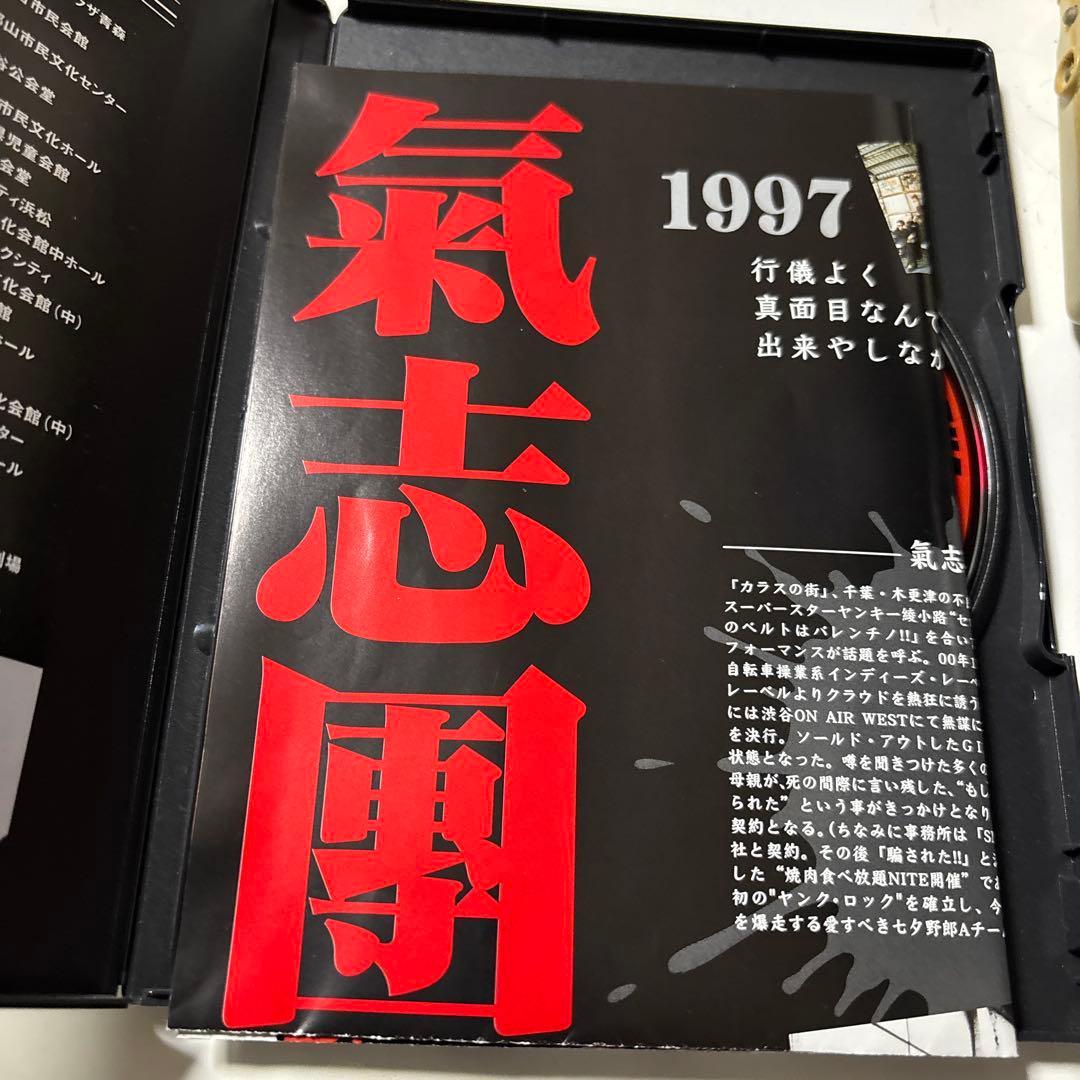 ザ青森
市民会館
山市民文化センター
谷公会堂
市民文化ホール
児童会館
会堂
ティ浜松
化会館中ホール
クシティ
化会館(中)
館
ホール
化会館(中)
ター
ール
劇場
氣志團
1997
行儀よく
真面目なんて
出来やしなか
氣志
『カラスの街』、千葉・木更津の不
スーパースターヤンキー綾小路“セ
のベルトはバレンチノ!!』を合い
フォーマンスが話題を呼ぶ。00年1
自転車操業系インディーズ・レーベ
レーベルよりクラウドを熱狂に誘う
には渋谷ON AIR WESTにて無謀に
を決行。ソールド・アウトしたGI
状態となった。噂を聞きつけた多くの
母親が、死の間際に言い残した、“もし
られた”という事がきっかけとなり
契約となる。(ちなみに事務所は『S
社と契約。その後『騙された!!』と
した“焼肉食べ放題NITE開催”で
初の"ヤンク・ロック"を確立し、今
を爆走する愛すべき七夕野郎Aチー